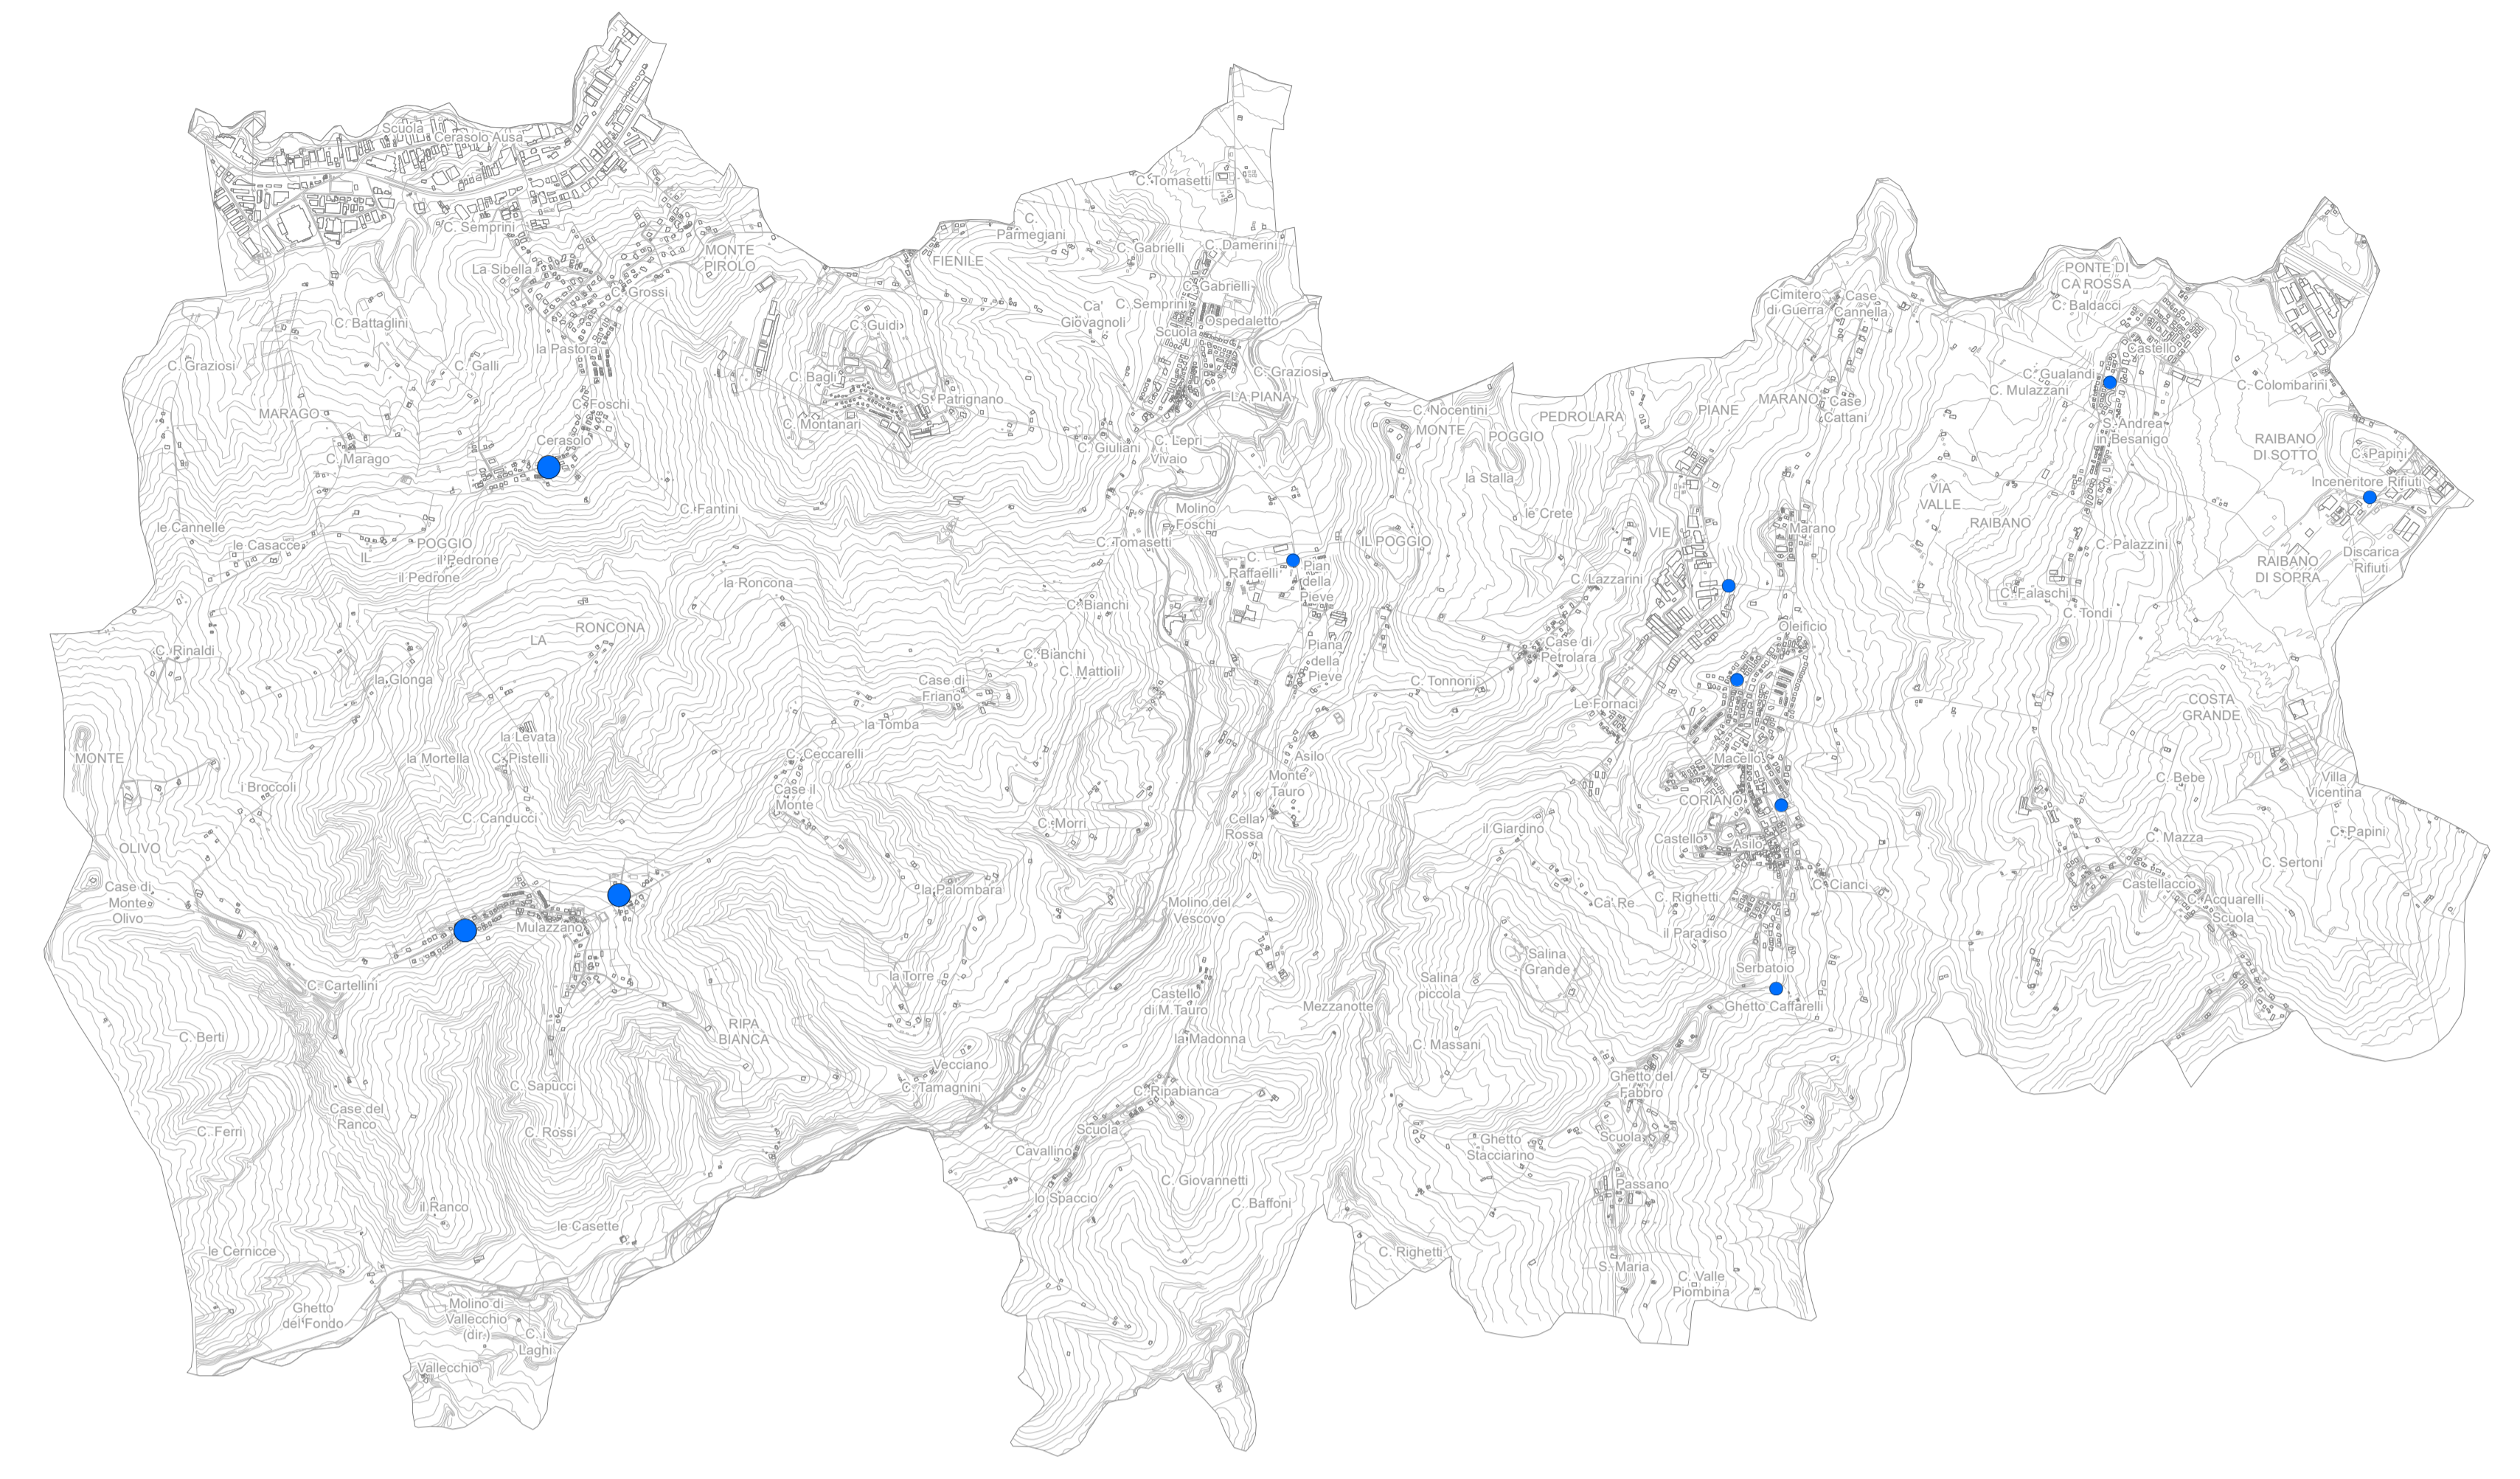 Scuola
Cerasolo Ausa
C. Semprini
La Sibella
MONTE
PIROLO
C. Grossi
C. Battaglini
la Pastora
C. Graziosi
C. Galli
MARAGO
C. Foschi
Cerasolo
C. Marago
le Cannelle
le Casacce
IL
POGGIO
il Pedrone
il Pedrone
C. Fantini
C. Tomasetti
C.
Parmegiani
FIENILE
C. Gabrielli
C. Damerini
C. Gabrielli
Ca'
Giovagnoli
C. Semprini
Scuola
Ospedaletto
C. Guidi
C. Bagli
S. Patrignano
C. Montanari
C. Graziosi
LA PIANA
C. Giuliani
C. Lepri
Vivaio
Molino
Foschi
C. Tomasetti
C.
Raffaelli
Pian
della
Pieve
Piana
della
Pieve
C. Nocentini
MONTE
IL POGGIO
POGGIO
PEDROLARA
la Stalla
le Crete
VIE
PIANE
MARANO
Cimitero
di Guerra
Case
Cannella
Case
Cattani
Marano
C. Lazzarini
Case di
Petrolara
C. Tonnoni
Le Fornaci
Oleificio
PONTE DI
CA ROSSA
C. Baldacci
Castello
C. Gualandi
C. Mulazzani
C. Colombarini
S. Andrea
in Besanigo
RAIBANO
DI SOTTO
C. Papini
Inceneritore Rifiuti
VIA
VALLE
RAIBANO
C. Palazzini
RAIBANO
DI SOPRA
Discarica
Rifiuti
C. Falaschi
C. Tondi
COSTA
GRANDE
C. Bebe
Villa
Vicentina
C. Papini
C. Mazza
C. Sertoni
Castellaccio
C. Acquarelli
Scuola
la Roncona
RONCONA
LA
C. Rinaldi
la Glonga
C. Bianchi
C. Bianchi
C. Mattioli
Case di
Friano
la Tomba
la Levata
C. Pistelli
la Mortella
MONTE
i Broccoli
C. Canducci
C. Ceccarelli
Case il
Monte
C. Morri
Asilo
Monte
Tauro
Cella
Rossa
OLIVO
Case di
Monte
Olivo
Mulazzano
la Palombara
Molino del
Vescovo
C. Cartellini
la Torre
RIPA
BIANCA
C. Berti
Castello
di M.Tauro
la Madonna
Vecciano
C. Tamagnini
C. Sapucci
Case del
Ranco
C. Ferri
C. Rossi
C. Ripabianca
Scuola
Cavallino
lo Spaccio
C. Giovannetti
C. Baffoni
il Ranco
le Casette
le Cernicce
Ghetto
del Fondo
Molino di
Vallecchio
(dir.)
C. i
Laghi
Vallecchio
Macello
CORIANO
il Giardino
Castello
Asilo
C. Cianci
Ca' Re
C. Righetti
il Paradiso
Salina
Grande
Salina
piccola
Serbatoio
Ghetto Caffarelli
Mezzanotte
C. Massani
Ghetto del
Fabbro
Scuola
Ghetto
Stacciarino
Passano
C. Righetti
S. Maria
C. Valle
Piombina